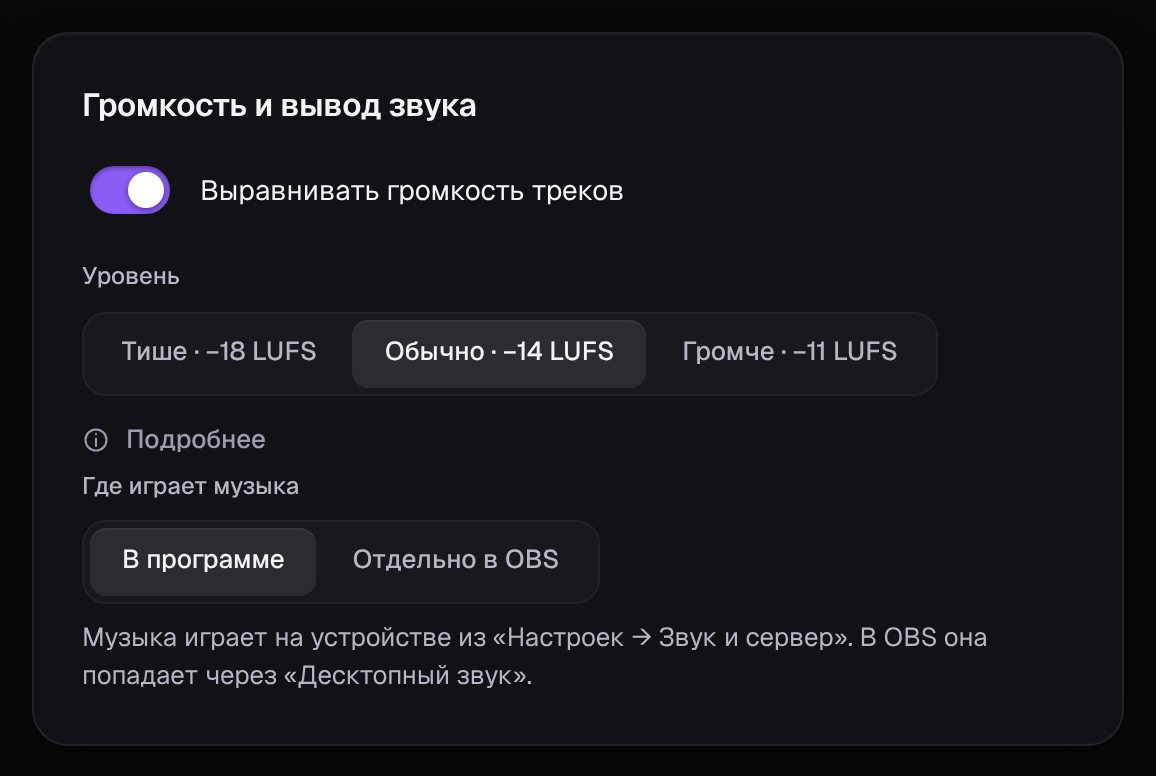 Громкость и вывод звука
Выравнивать громкость треков
Уровень
Тише · −18 LUFS Обычно · −14 LUFS Громче · −11 LUFS
Подробнее
Где играет музыка
В программе Отдельно в OBS
Музыка играет на устройстве из «Настроек → Звук и сервер». В OBS она
попадает через «Десктопный звук».